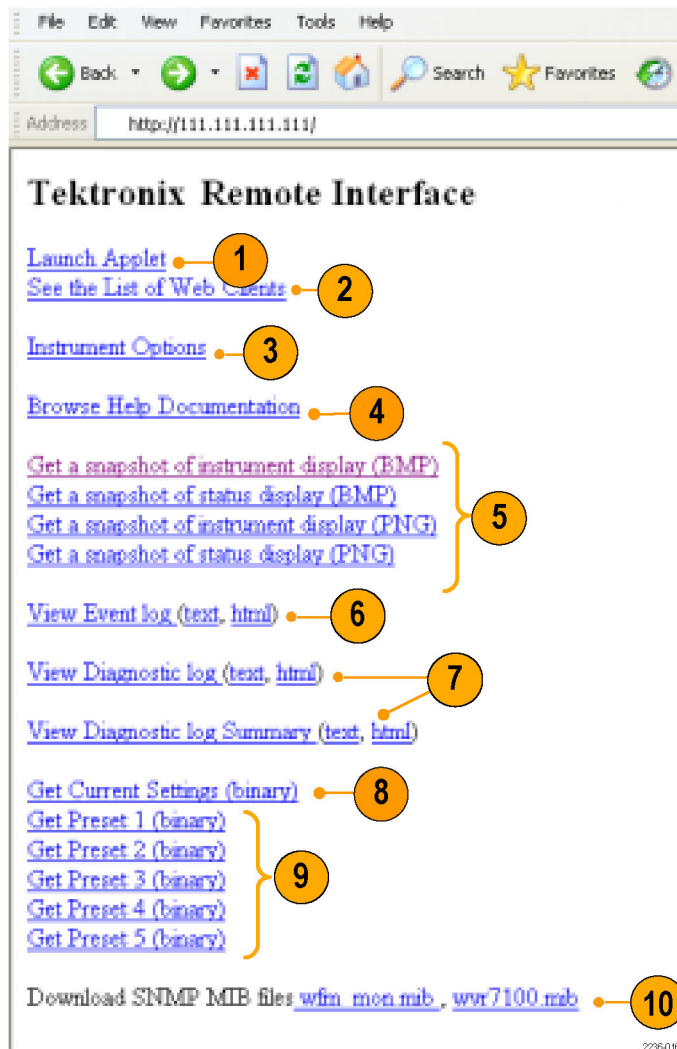 File Edit View Favorites Tools Help
Back Search Favorites
Address http://111.111.111.111/
Tektronix Remote Interface
Launch Applet 1
See the List of Web Clients 2
Instrument Options 3
Browse Help Documentation 4
Get a snapshot of instrument display (BMP)
Get a snapshot of status display (BMP)
5
Get a snapshot of instrument display (PNG)
Get a snapshot of status display (PNG)
View Event log (text, html) 6
View Diagnostic log (text, html) 7
View Diagnostic log Summary (text, html)
Get Current Settings (binary) 8
Get Preset 1 (binary)
Get Preset 2 (binary)
Get Preset 3 (binary) 9
Get Preset 4 (binary)
Get Preset 5 (binary)
Download SNMP MIB files wfm_mon.mib , wvr7100.mib 10